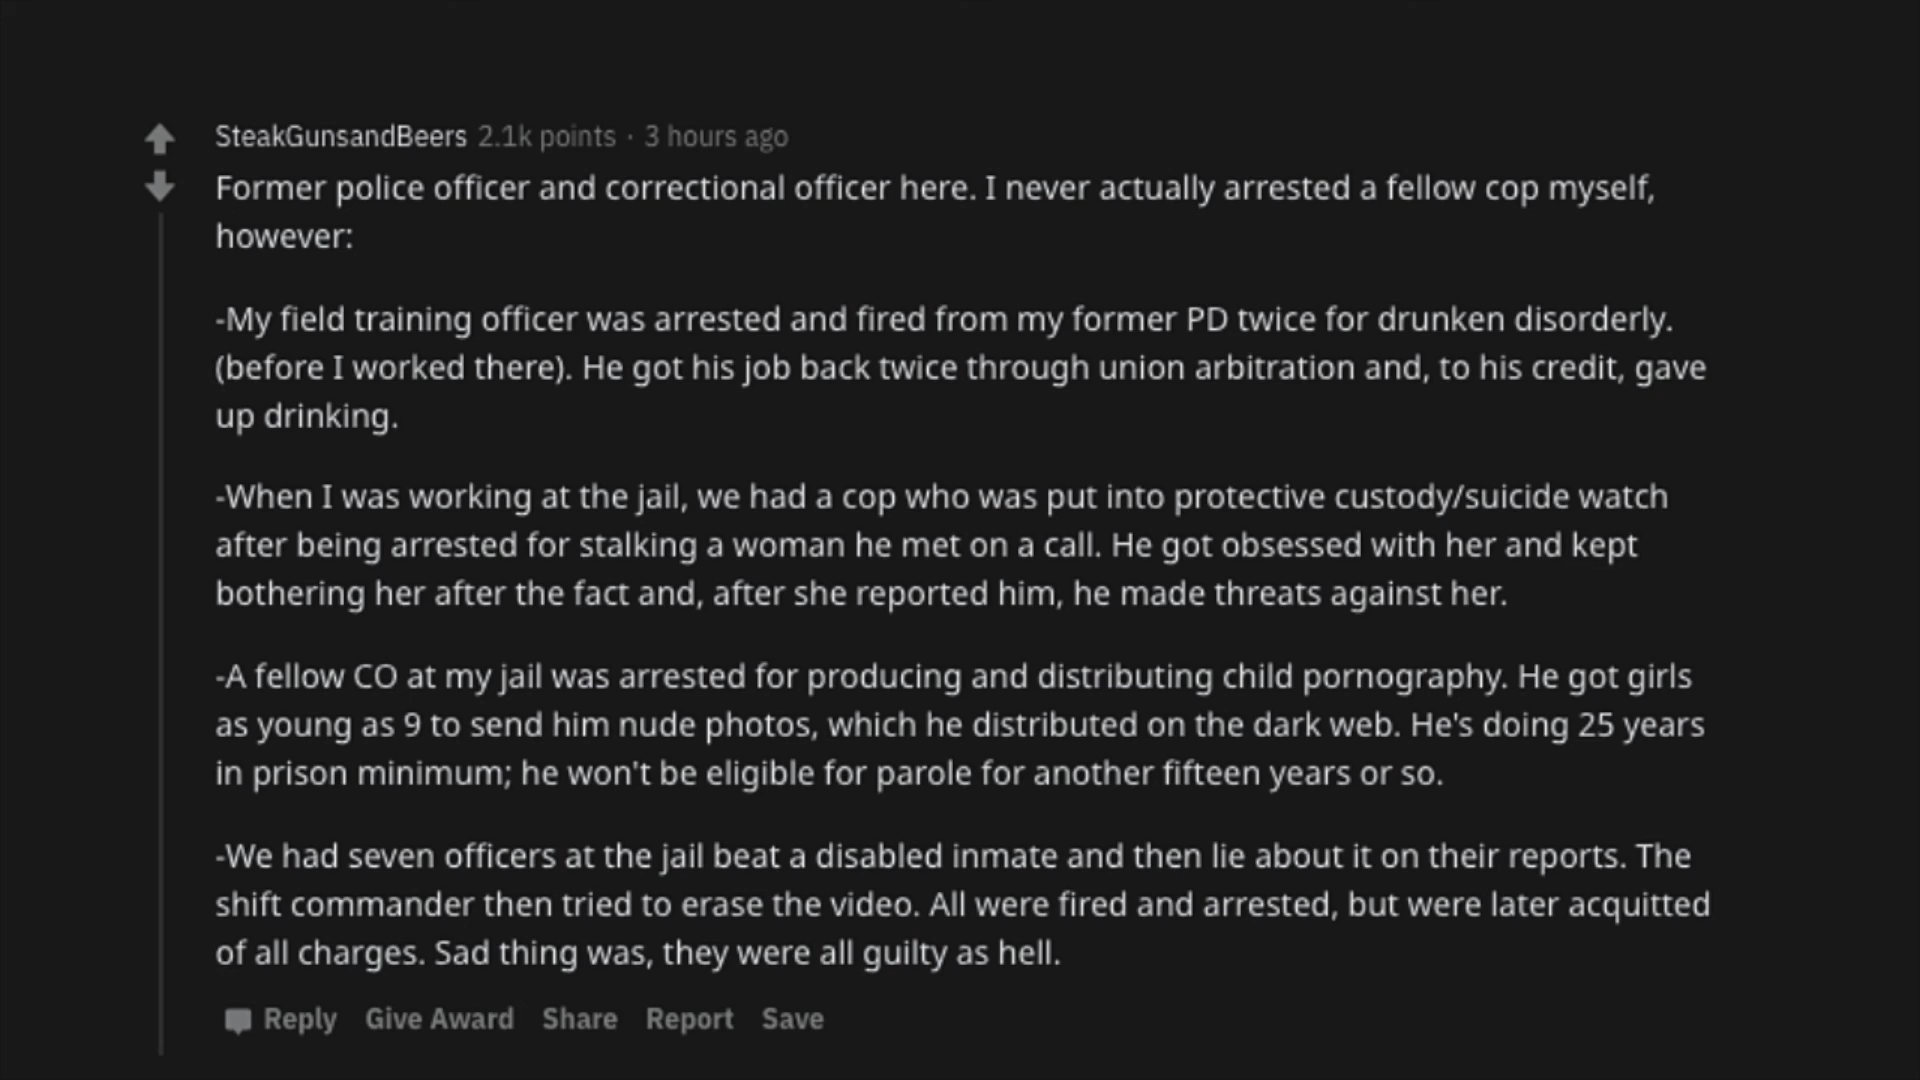 SteakGunsandBeers 2.1k points · 3 hours ago
Former police officer and correctional officer here. I never actually arrested a fellow cop myself,
however:
-My field training officer was arrested and fired from my former PD twice for drunken disorderly.
(before I worked there). He got his job back twice through union arbitration and, to his credit, gave
up drinking.
-When I was working at the jail, we had a cop who was put into protective custody/suicide watch
after being arrested for stalking a woman he met on a call. He got obsessed with her and kept
bothering her after the fact and, after she reported him, he made threats against her.
-A fellow CO at my jail was arrested for producing and distributing child pornography. He got girls
as young as 9 to send him nude photos, which he distributed on the dark web. He's doing 25 years
in prison minimum; he won't be eligible for parole for another fifteen years or so.
-We had seven officers at the jail beat a disabled inmate and then lie about it on their reports. The
shift commander then tried to erase the video. All were fired and arrested, but were later acquitted
of all charges. Sad thing was, they were all guilty as hell.
Reply Give Award Share Report Save